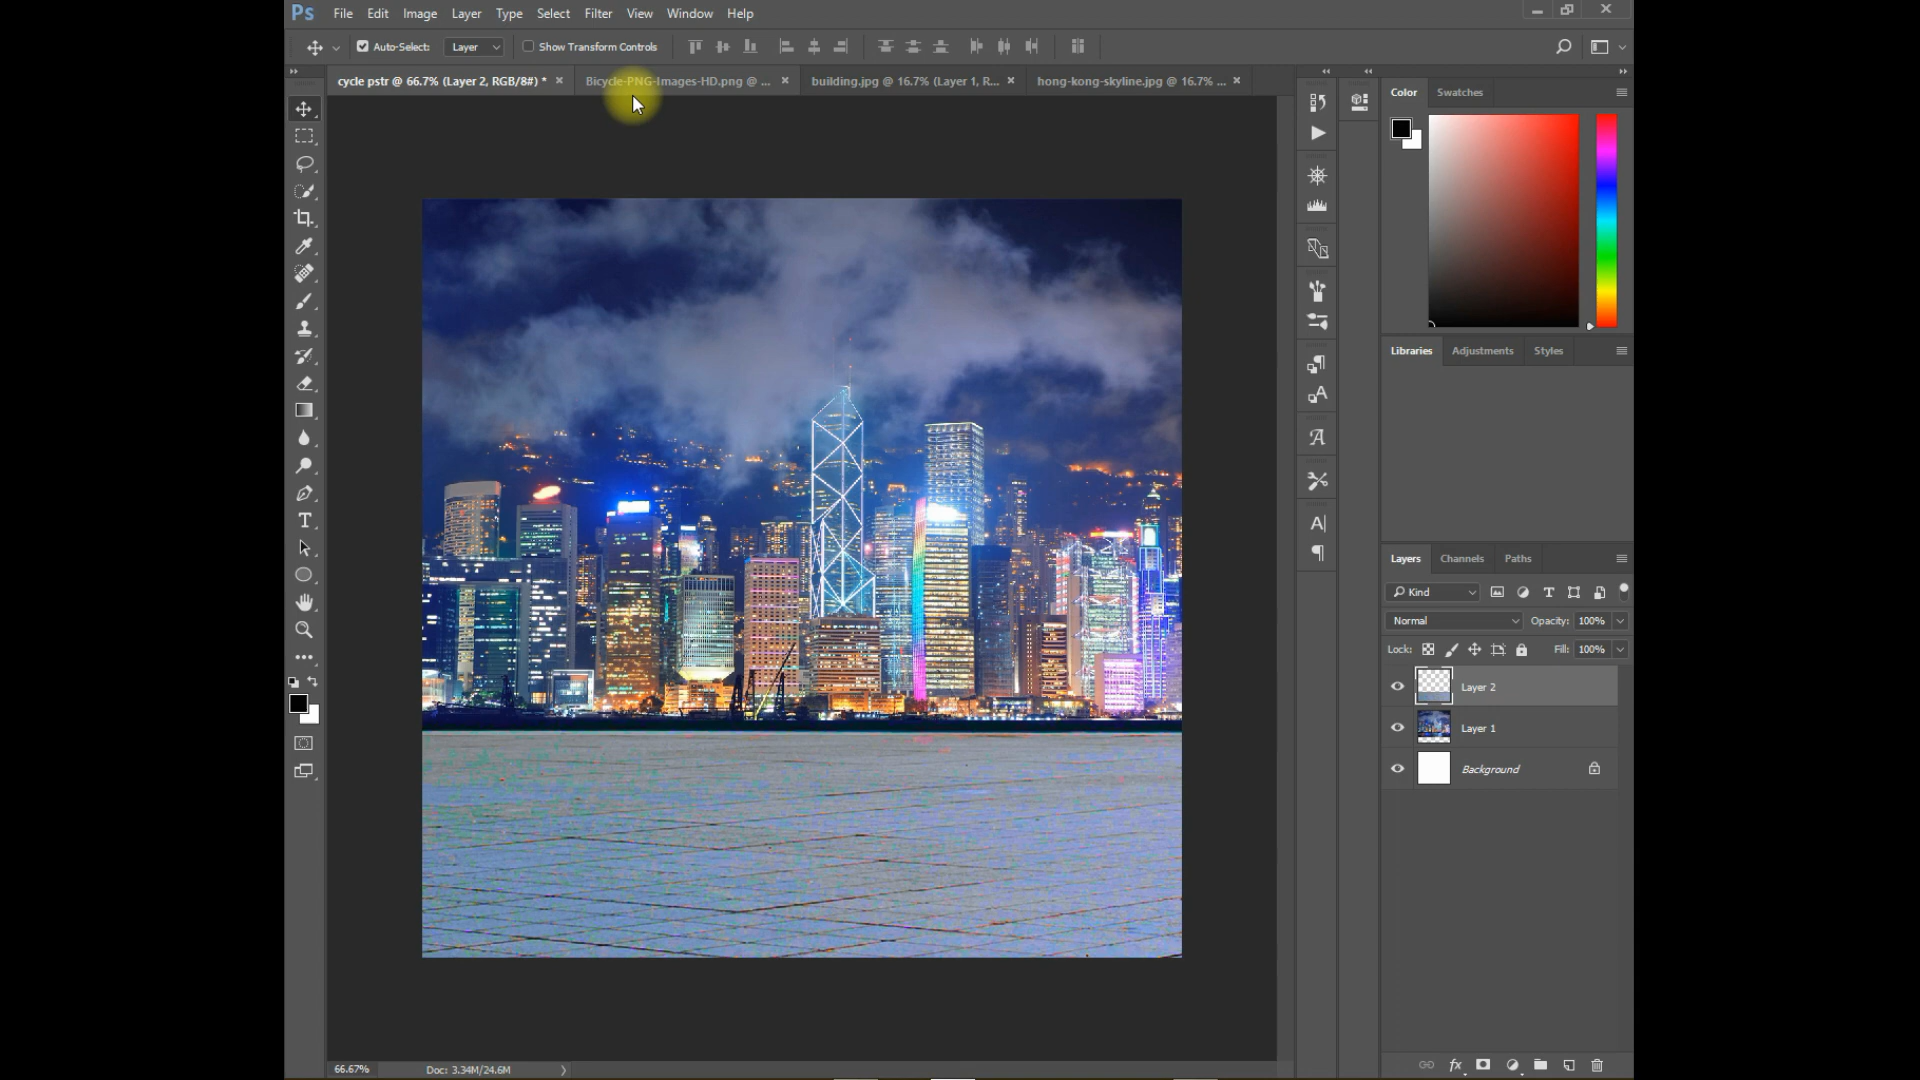 Ps File Edit Image Layer Type Select Filter View Window Help
Auto-Select: Layer Show Transform Controls
cycle pstr @ 66.7% (Layer 2, RGB/8#) * × Bicycle-PNG-Images-HD.png @ ... × building.jpg @ 16.7% (Layer 1, R... × hong-kong-skyline.jpg @ 16.7% ... ×
Color Swatches
Libraries Adjustments Styles
Layers Channels Paths
Kind
Normal Opacity: 100%
Lock: Fill: 100%
Layer 2
Layer 1
Background
66.67% Doc: 3.34M/24.6M